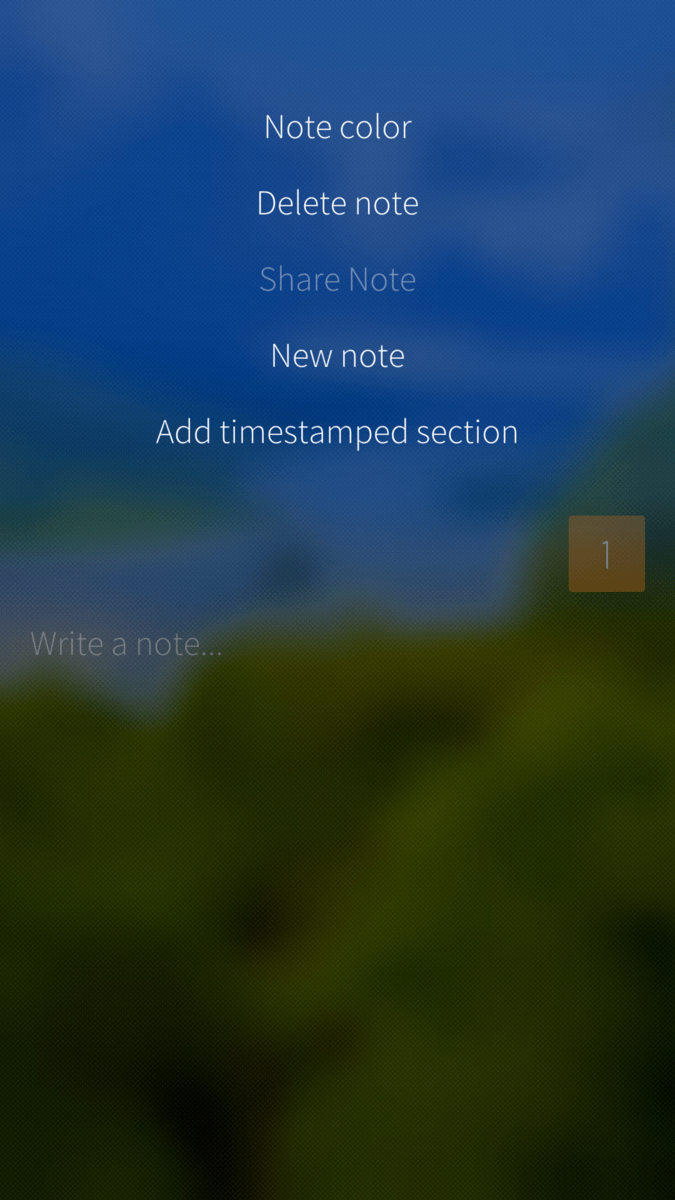 Note color
Delete note
Share Note
New note
Add timestamped section
1
Write a note...